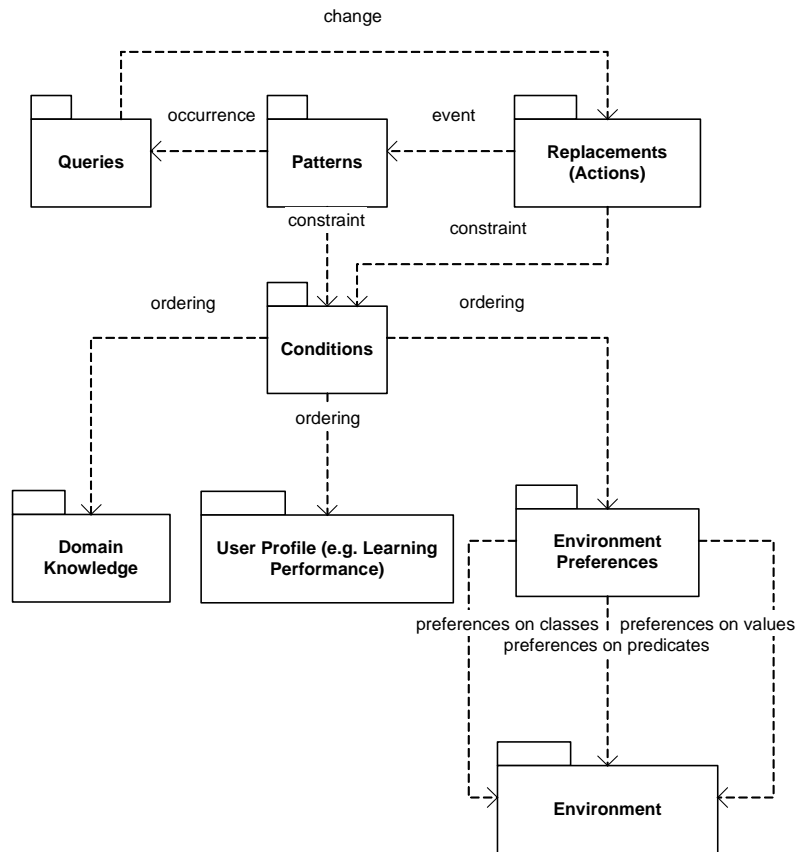 change
occurrence
event
Queries
Patterns
Replacements
(Actions)
constraint
constraint
ordering
ordering
Conditions
ordering
Domain
Knowledge
User Profile (e.g. Learning
Performance)
Environment
Preferences
preferences on classes
preferences on values
preferences on predicates
Environment